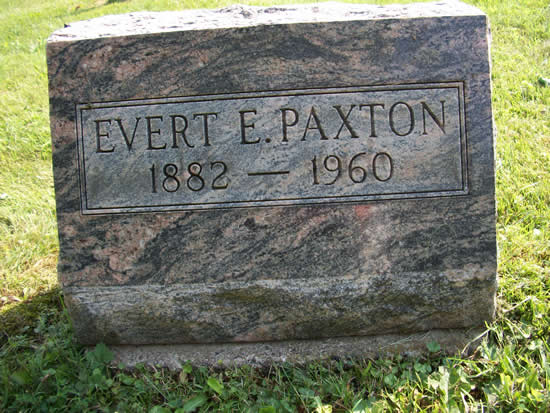 EVERT E. PAXTON
1882 — 1960